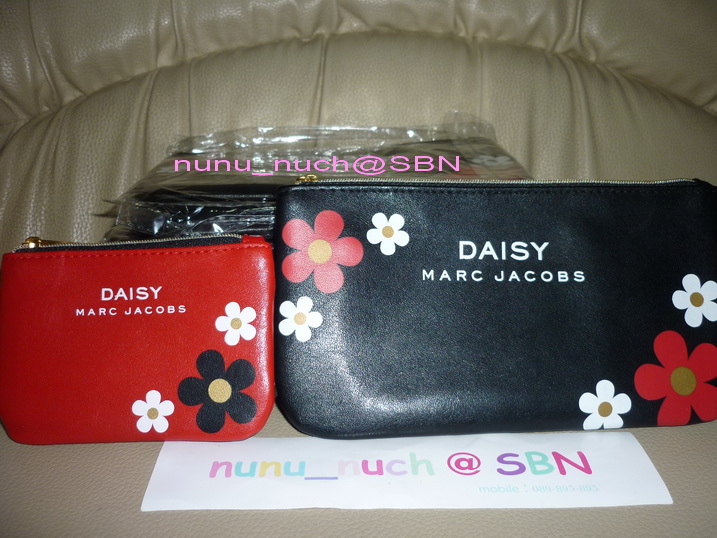 nunu_nuch@SBN
DAISY
MARC JACOBS
DAISY
MARC JACOBS
nunu_nuch @ SBN
mobile :